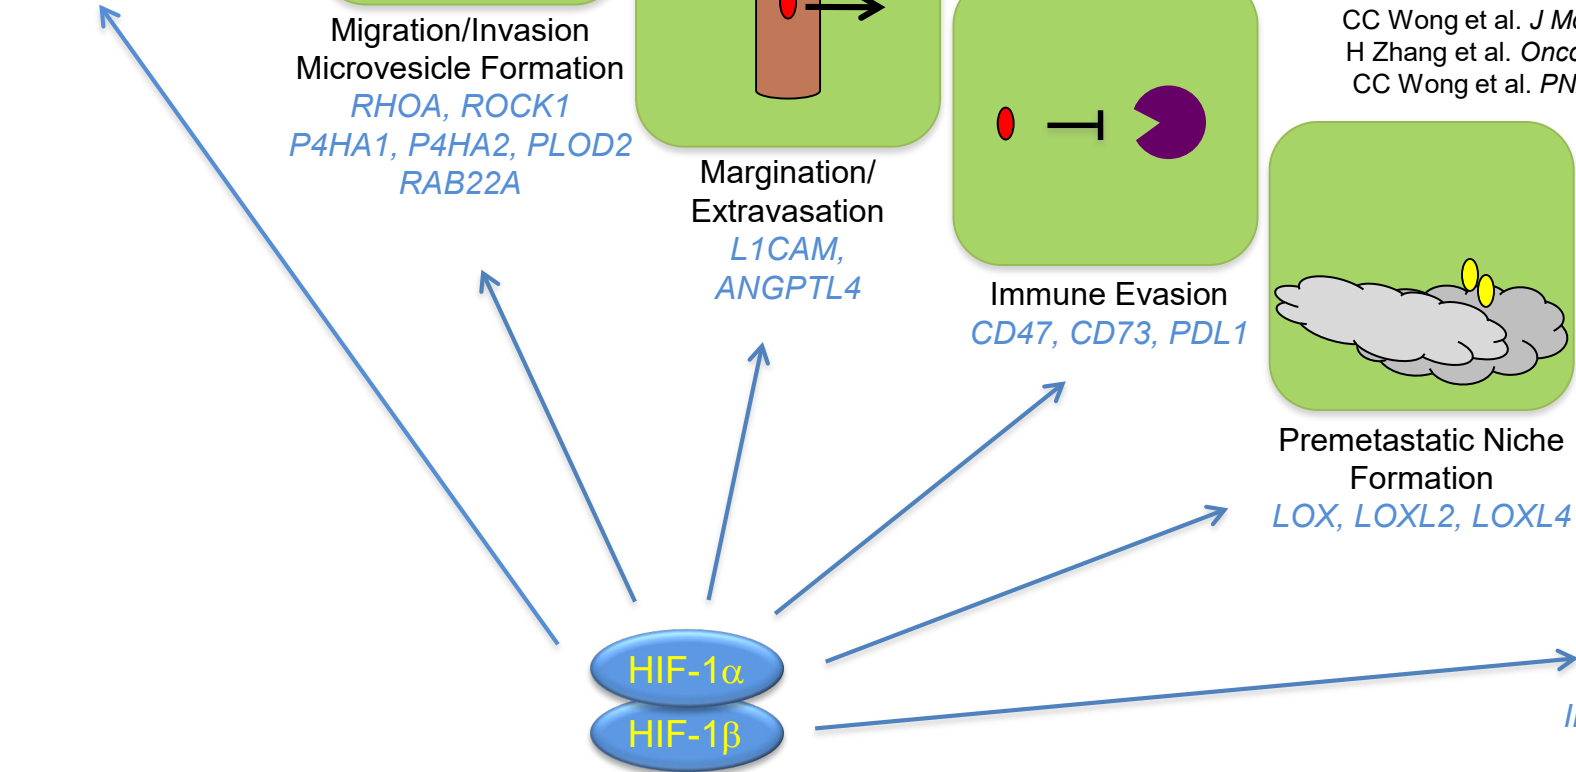 Migration/Invasion
Microvesicle Formation
RHOA, ROCK1
P4HA1, P4HA2, PLOD2
RAB22A
Margination/
Extravasation
L1CAM,
ANGPTL4
Immune Evasion
CD47, CD73, PDL1
CC Wong et al. J
H Zhang et al.
CC Wong et al.
Premetastatic Niche
Formation
LOX, LOXL2, LOXL4
HIF-1α
HIF-1β